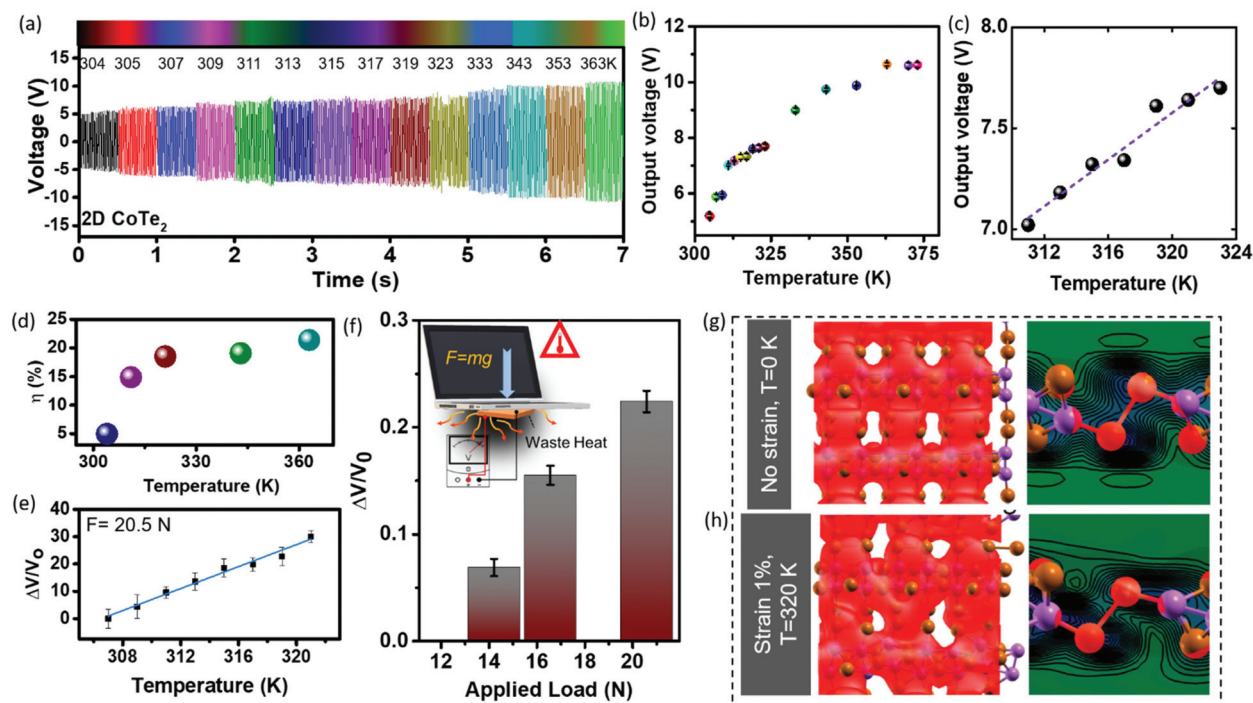 (a)
304 305 307 309 311 313 315 317 319 323 333 343 353 363K
Voltage (V)
15
10
5
0
-5
-10
-15
2D CoTe2
0 1 2 3 4 5 6 7
Time (s)
(b)
Output voltage (V)
12
10
8
6
300 325 350 375
Temperature (K)
(c)
Output voltage (V)
8.0
7.5
7.0
312 316 320 324
Temperature (K)
(d)
η (%)
25
20
15
10
5
300 330 360
Temperature (K)
(e)
F= 20.5 N
ΔV/Vo
40
30
20
10
0
308 312 316 320
Temperature (K)
(f)
ΔV/V0
0.3
0.2
0.1
0.0
F=mg
Waste Heat
V
12 14 16 18 20
Applied Load (N)
(g)
No strain, T=0 K
(h)
Strain 1%,
T=320 K